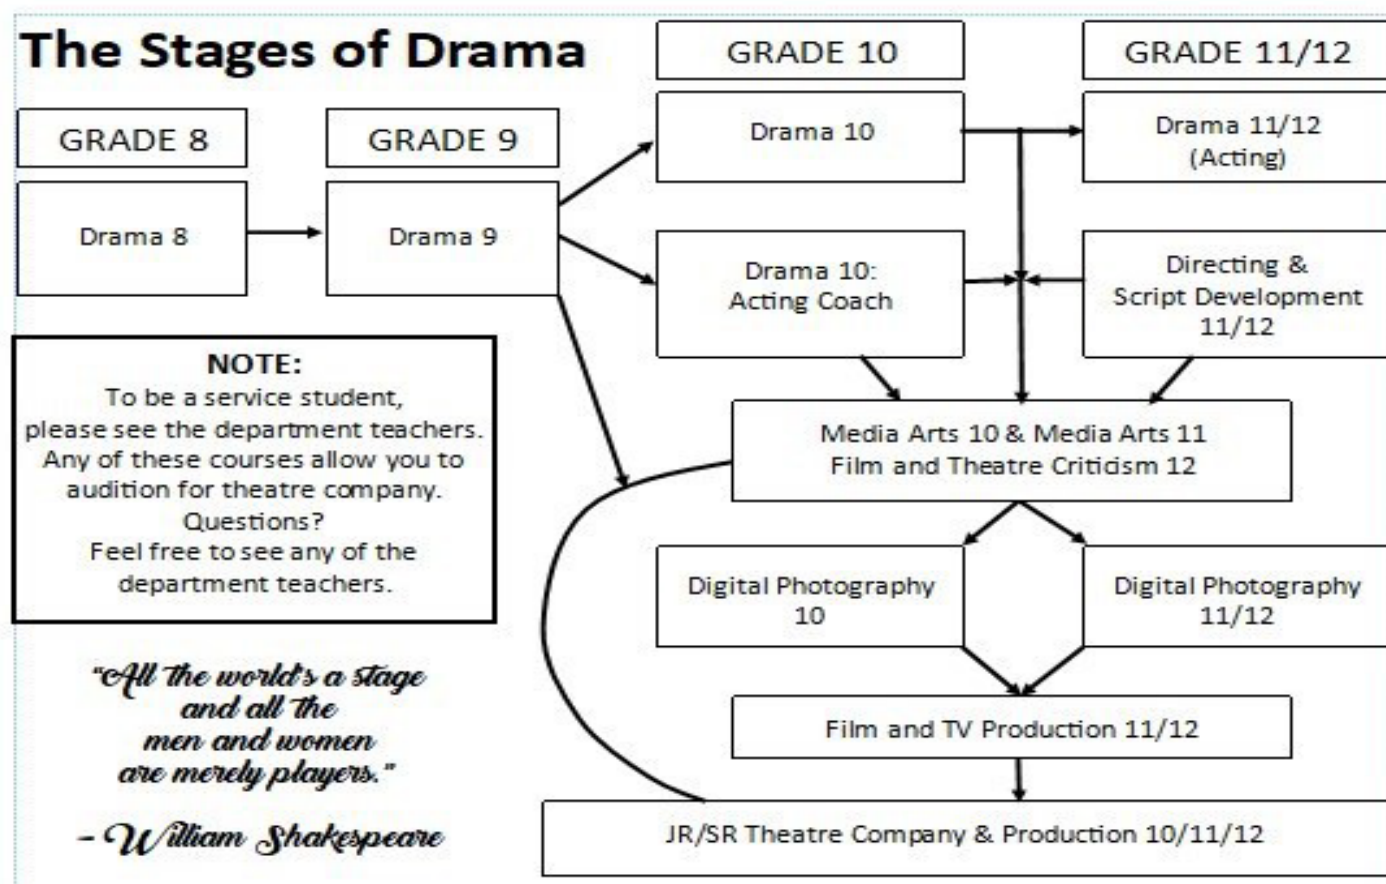 The Stages of Drama
GRADE 8
GRADE 9
GRADE 10
GRADE 11/12
Drama 8
Drama 9
Drama 10
Drama 11/12
(Acting)
Drama 10:
Acting Coach
Directing &
Script Development
11/12
NOTE:
To be a service student,
please see the department teachers.
Any of these courses allow you to
audition for theatre company.
Questions?
Feel free to see any of the
department teachers.
Media Arts 10 & Media Arts 11
Film and Theatre Criticism 12
Digital Photography
10
Digital Photography
11/12
Film and TV Production 11/12
JR/SR Theatre Company & Production 10/11/12
"All the world's a stage
and all the
men and women
are merely players."
– William Shakespeare